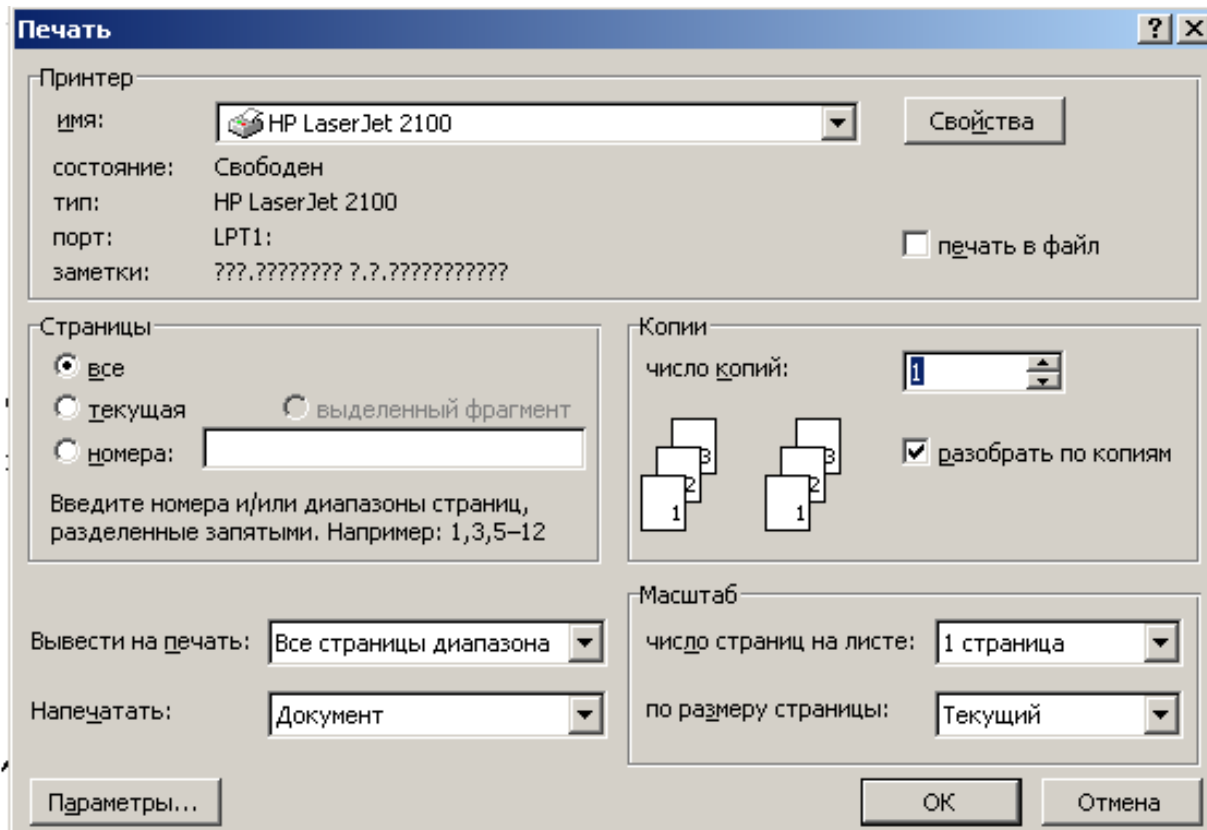 Печать
Принтер
имя: HP LaserJet 2100 Свойства
состояние: Свободен
тип: HP LaserJet 2100
порт: LPT1: печать в файл
заметки: ???.???????? ?.?.???????????
Страницы
все
текущая выделенный фрагмент
номера:
Введите номера и/или диапазоны страниц,
разделенные запятыми. Например: 1,3,5–12
Копии
число копий: 1
3 3
2 2
1 1
разобрать по копиям
Вывести на печать: Все страницы диапазона
Напечатать: Документ
Масштаб
число страниц на листе: 1 страница
по размеру страницы: Текущий
Параметры... ОК Отмена